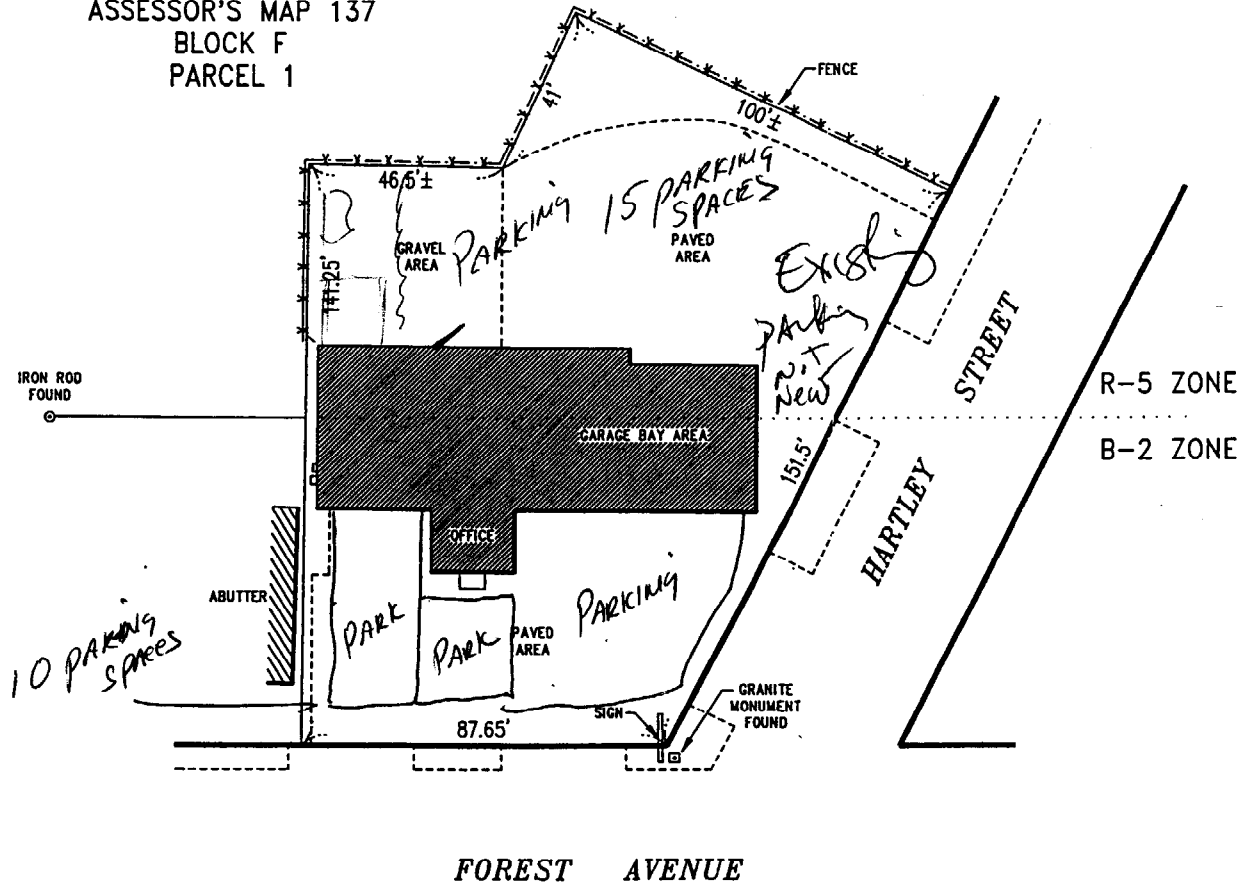 ASSESSOR'S MAP 137
BLOCK F
PARCEL 1
FENCE
41'
100'±
46.5'±
PARKING
15 PARKING
SPACES
GRAVEL
AREA
PAVED
AREA
141.25'
Existing
parking
not
New
IRON ROD
FOUND
STREET
R-5 ZONE
GARAGE BAY AREA
B-2 ZONE
151.5'
HARTLEY
OFFICE
ABUTTER
PARK
PARK
PAVED
AREA
PARKING
10 PARKING
SPACES
GRANITE
MONUMENT
FOUND
SIGN
87.65'
FOREST AVENUE